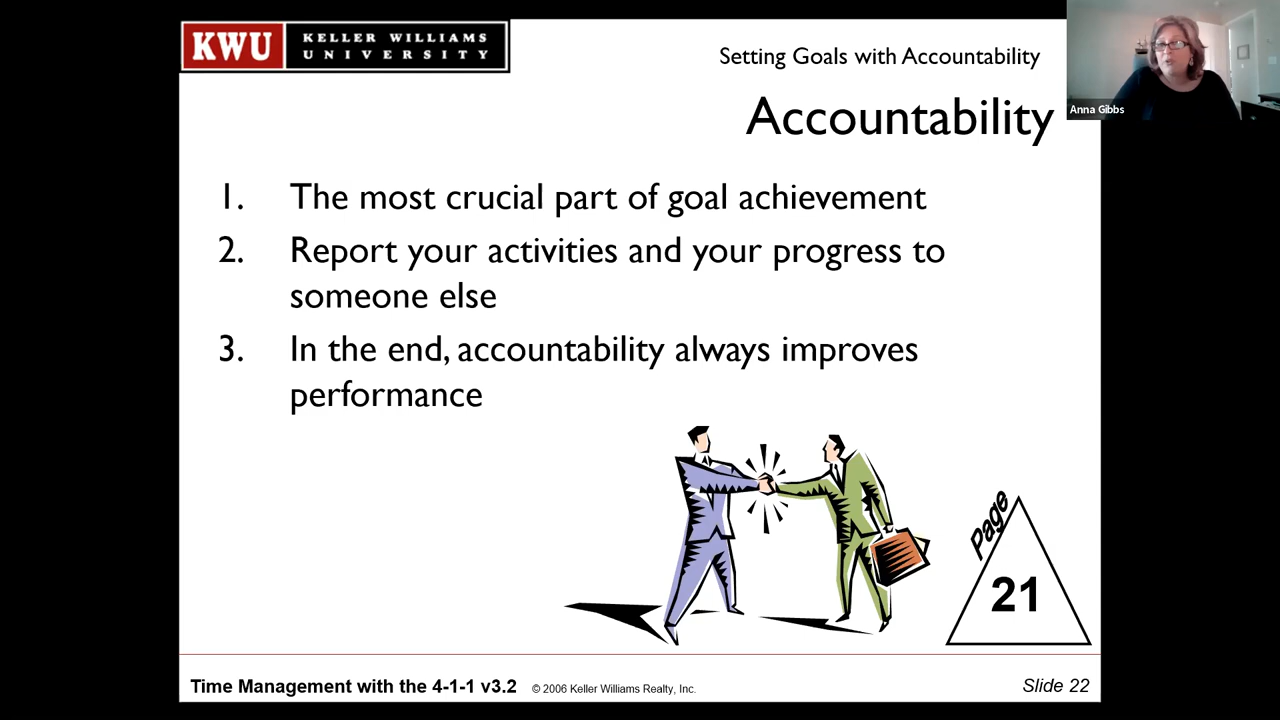 KWU KELLER WILLIAMS
UNIVERSITY
Setting Goals with Accountability
Anna Gibbs
Accountability
1. The most crucial part of goal achievement
2. Report your activities and your progress to
someone else
3. In the end, accountability always improves
performance
Page
21
Time Management with the 4-1-1 v3.2 © 2006 Keller Williams Realty, Inc. Slide 22